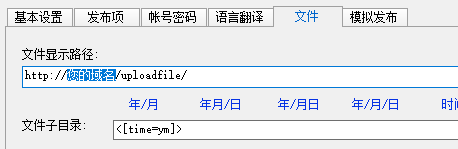 基本设置 发布项 帐号密码 语言翻译 文件 模拟发布
文件显示路径:
http://您的域名/uploadfile/
年/月 年/月/日 年/月/日 年/月/日
文件子目录:
<[time=ym]>